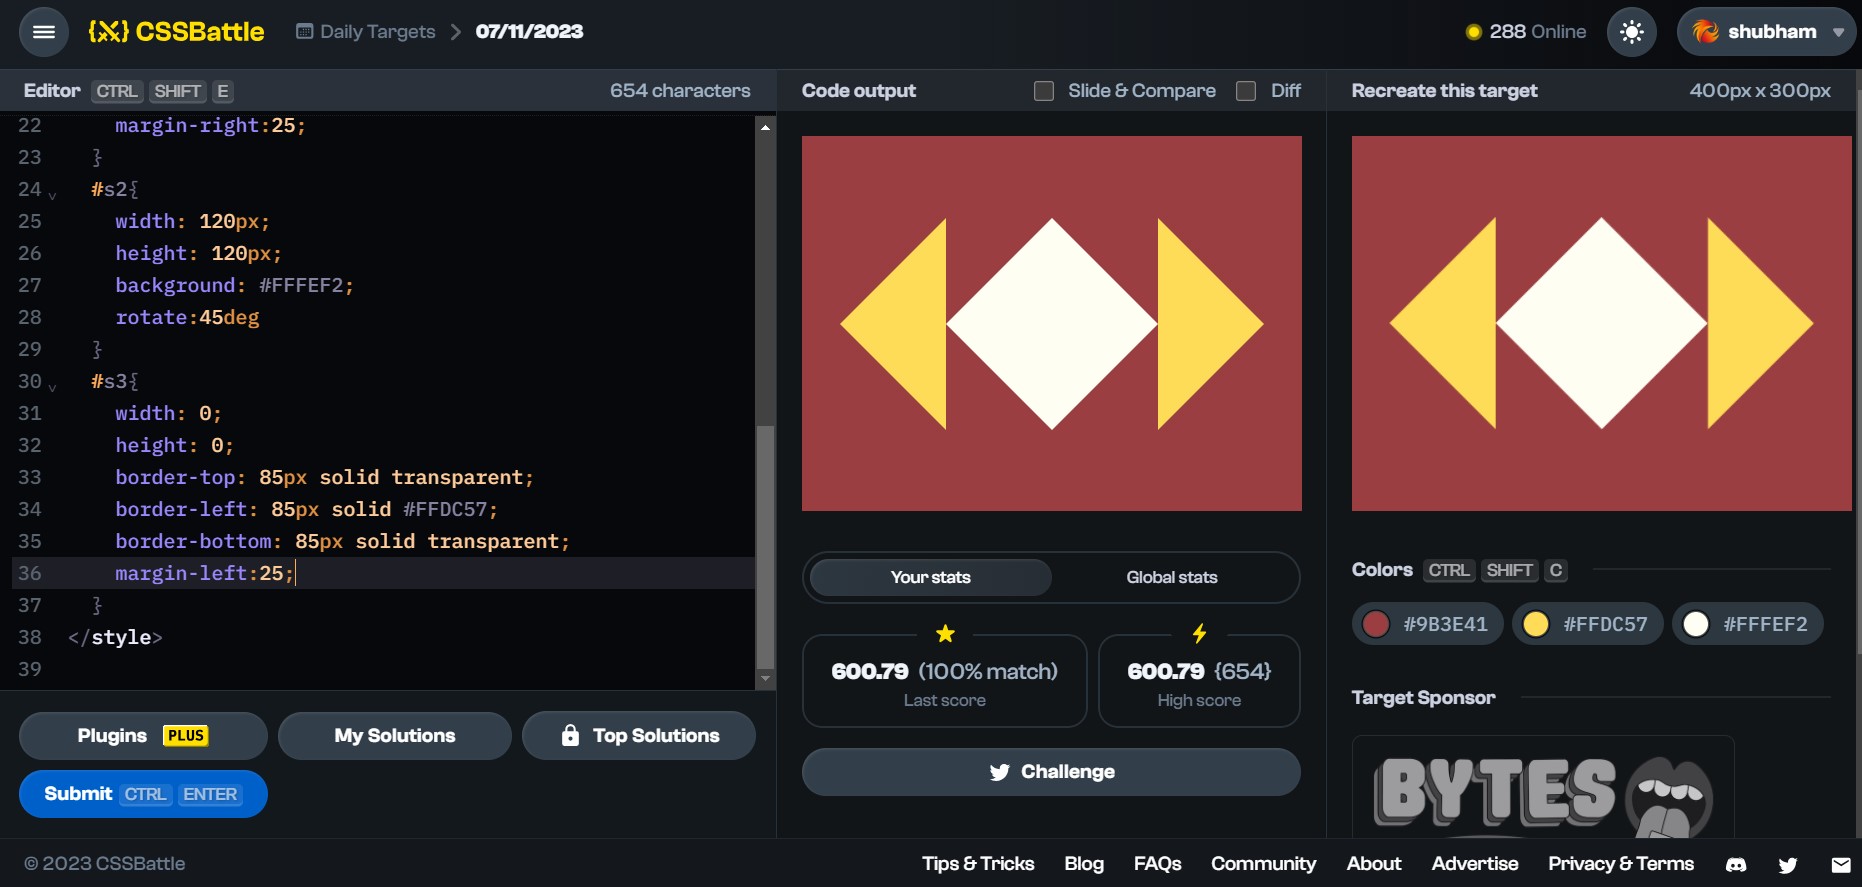 {X} CSSBattle
Daily Targets > 07/11/2023
288 Online
shubham
Editor CTRL SHIFT E
654 characters
22 margin-right:25;
23 }
24 #s2{
25 width: 120px;
26 height: 120px;
27 background: #FFFEF2;
28 rotate:45deg
29 }
30 #s3{
31 width: 0;
32 height: 0;
33 border-top: 85px solid transparent;
34 border-left: 85px solid #FFDC57;
35 border-bottom: 85px solid transparent;
36 margin-left:25;
37 }
38 </style>
39
Plugins PLUS
My Solutions
Top Solutions
Submit CTRL ENTER
Code output
Slide & Compare
Diff
Your stats
Global stats
600.79 (100% match)
Last score
600.79 {654}
High score
Challenge
Recreate this target
400px x 300px
Colors CTRL SHIFT C
#9B3E41
#FFDC57
#FFFEF2
Target Sponsor
BYTES
© 2023 CSSBattle
Tips & Tricks
Blog
FAQs
Community
About
Advertise
Privacy & Terms